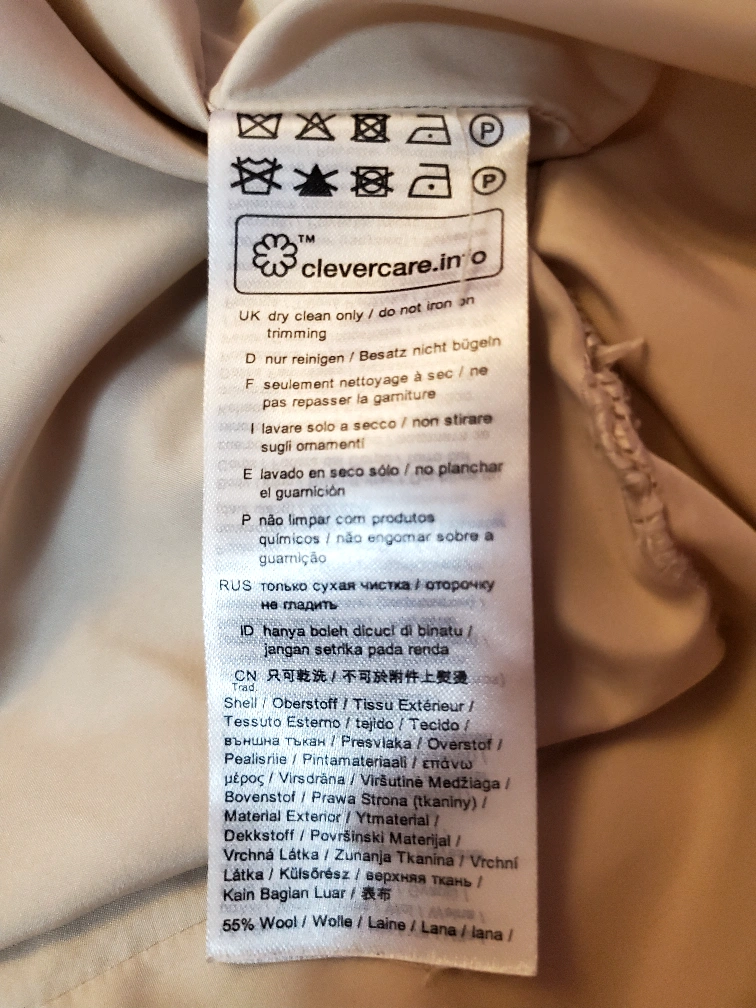 P
P
TM
clevercare.info
UK dry clean only / do not iron on
trimming
D nur reinigen / Besatz nicht bügeln
F seulement nettoyage à sec / ne
pas repasser la garniture
I lavare solo a secco / non stirare
sugli ornamenti
E lavado en seco sólo / no planchar
el guarnición
P não limpar com produtos
químicos / não engomar sobre a
guarnição
RUS только сухая чистка / оторочку
не гладить
ID hanya boleh dicuci di binatu /
jangan setrika pada renda
CN 只可乾洗 / 不可於附件上熨燙
Trad.
Shell / Oberstoff / Tissu Extérieur /
Tessuto Esterno / tejido / Tecido /
външна тъкан / Presvlaka / Overstof /
Pealisriie / Pintamateriaali / επάνω
μέρος / Virsdrāna / Viršutinė Medžiaga /
Bovenstof / Prawa Strona (tkaniny) /
Material Exterior / Ytmaterial /
Dekkstoff / Površinski Materijal /
Vrchná Látka / Zunanja Tkanina / Vrchní
Látka / Külsőrész / верхняя ткань /
Kain Bagian Luar / 表布
55% Wool / Wolle / Laine / Lana / lana /